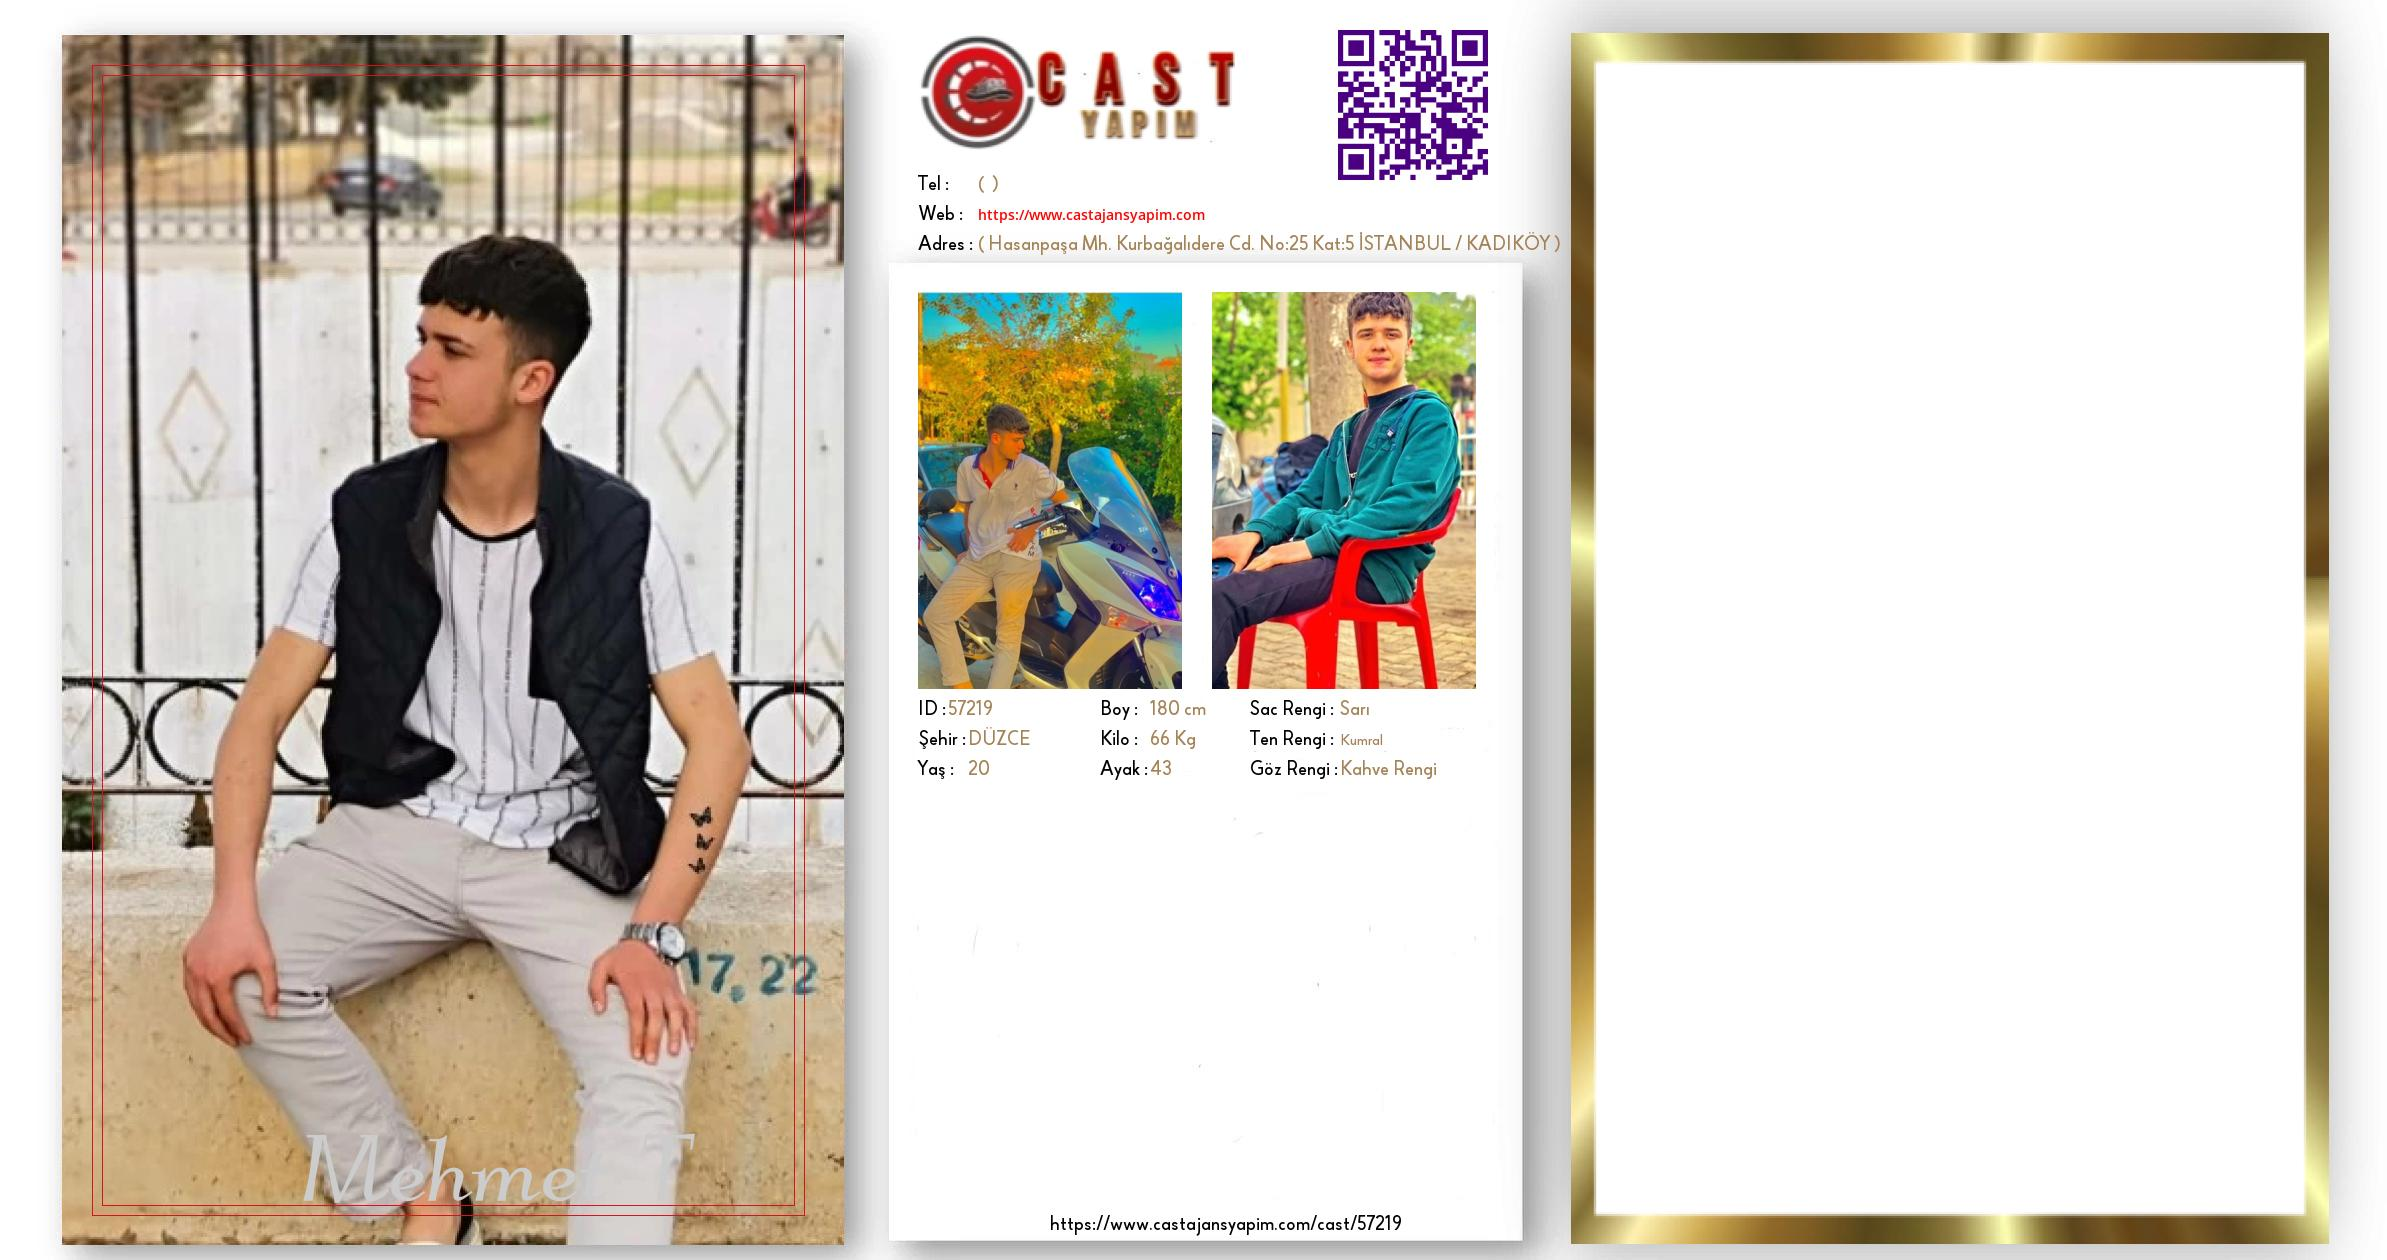 17.22
Mehmet T
CAST
YAPIM
Tel : ( )
Web : https://www.castajansyapim.com
Adres : ( Hasanpaşa Mh. Kurbağalıdere Cd. No:25 Kat:5 İSTANBUL / KADIKÖY )
ID : 57219 Boy : 180 cm Sac Rengi : Sarı
Şehir : DÜZCE Kilo : 66 Kg Ten Rengi : Kumral
Yaş : 20 Ayak : 43 Göz Rengi : Kahve Rengi
https://www.castajansyapim.com/cast/57219